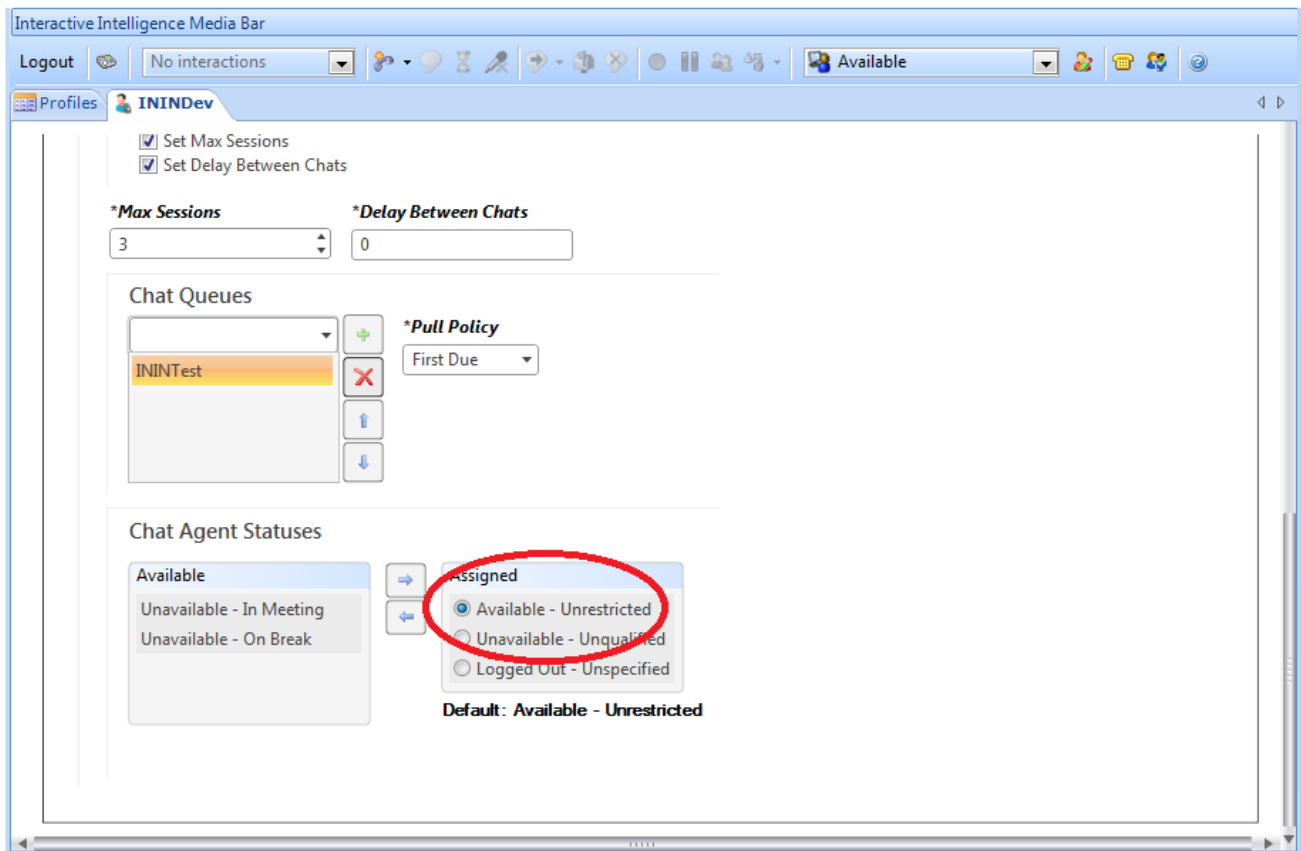 Interactive Intelligence Media Bar
Logout No interactions Available
Profiles ININDev
Set Max Sessions
Set Delay Between Chats
*Max Sessions *Delay Between Chats
3 0
Chat Queues
*Pull Policy
First Due
ININTest
Chat Agent Statuses
Available Assigned
Unavailable - In Meeting Available - Unrestricted
Unavailable - On Break Unavailable - Unqualified
Logged Out - Unspecified
Default: Available - Unrestricted